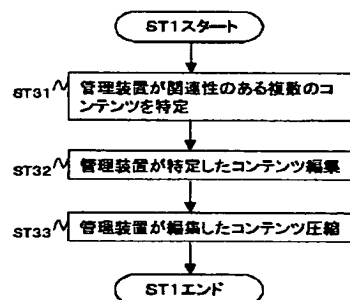 ST1スタート
ST31
管理装置が関連性のある複数のコ
ンテンツを特定
ST32
管理装置が特定したコンテンツ編集
ST33
管理装置が編集したコンテンツ圧縮
ST1エンド